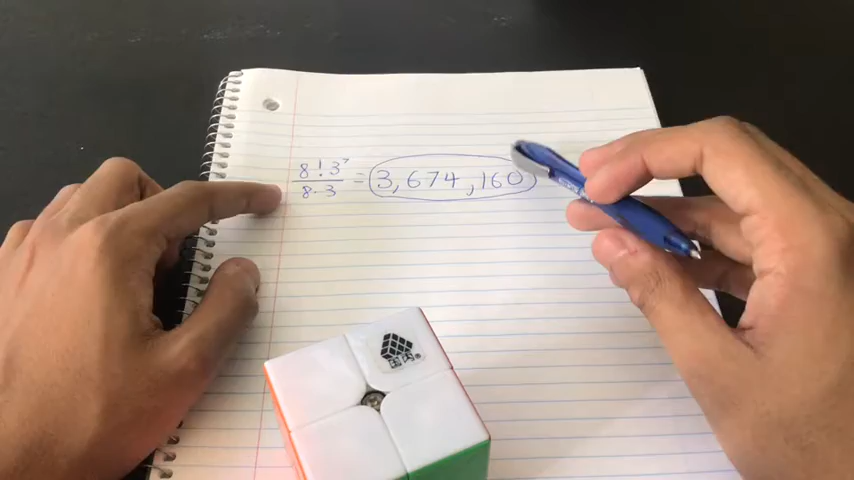 8! 3⁷
8·3 = 3,674,160